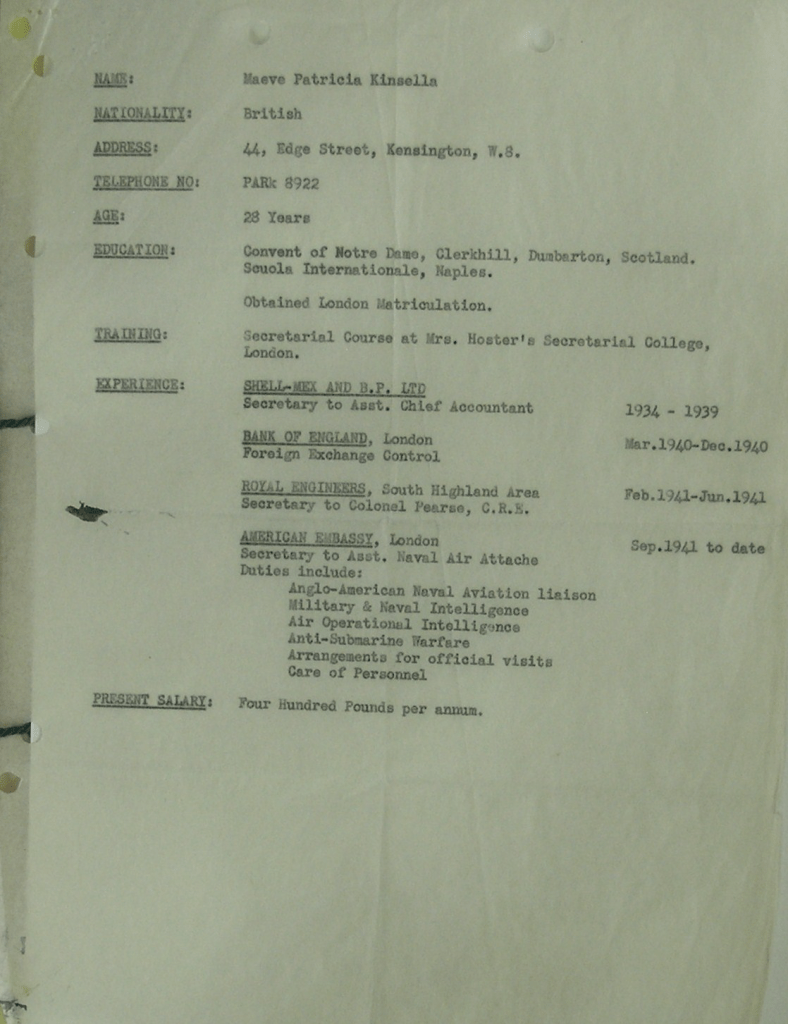 NAME: Maeve Patricia Kinsella
NATIONALITY: British
ADDRESS: 44, Edge Street, Kensington, W.8.
TELEPHONE NO: PARK 8922
AGE: 28 Years
EDUCATION: Convent of Notre Dame, Clerkhill, Dumbarton, Scotland.
Scuola Internationale, Naples.
Obtained London Matriculation.
TRAINING: Secretarial Course at Mrs. Hoster's Secretarial College,
London.
EXPERIENCE: SHELL-MEX AND B.P. LTD
Secretary to Asst. Chief Accountant 1934 - 1939
BANK OF ENGLAND, London Mar.1940-Dec.1940
Foreign Exchange Control
ROYAL ENGINEERS, South Highland Area Feb.1941-Jun.1941
Secretary to Colonel Pearse, C.R.E.
AMERICAN EMBASSY, London Sep.1941 to date
Secretary to Asst. Naval Air Attache
Duties include:
Anglo-American Naval Aviation liaison
Military & Naval Intelligence
Air Operational Intelligence
Anti-Submarine Warfare
Arrangements for official visits
Care of Personnel
PRESENT SALARY: Four Hundred Pounds per annum.